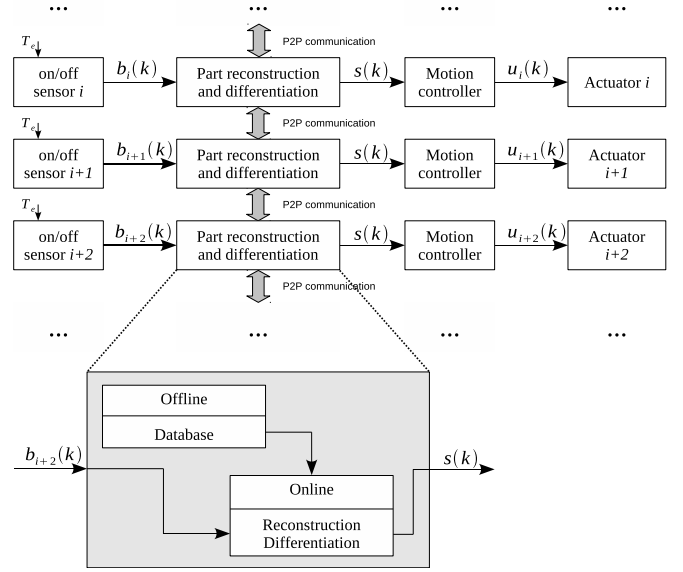 ... ... ... ...
P2P communication
T_e
on/off
sensor i
b_i(k)
Part reconstruction
and differentiation
s(k)
Motion
controller
u_i(k)
Actuator i
P2P communication
T_e
on/off
sensor i+1
b_{i+1}(k)
Part reconstruction
and differentiation
s(k)
Motion
controller
u_{i+1}(k)
Actuator
i+1
P2P communication
T_e
on/off
sensor i+2
b_{i+2}(k)
Part reconstruction
and differentiation
s(k)
Motion
controller
u_{i+2}(k)
Actuator
i+2
P2P communication
... ... ... ...
Offline
Database
b_{i+2}(k)
s(k)
Online
Reconstruction
Differentiation